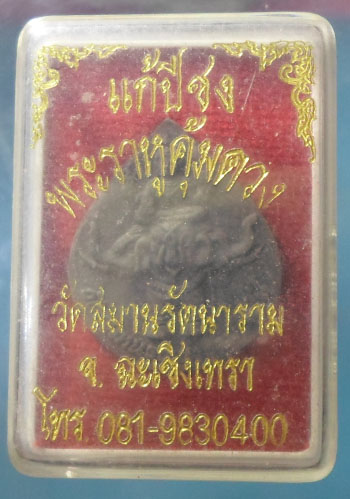 แก้ปีชง
พระราหูคุ้มดวง
วัดสมานรัตนาราม
จ. ฉะเชิงเทรา
โทร. 081-9830400